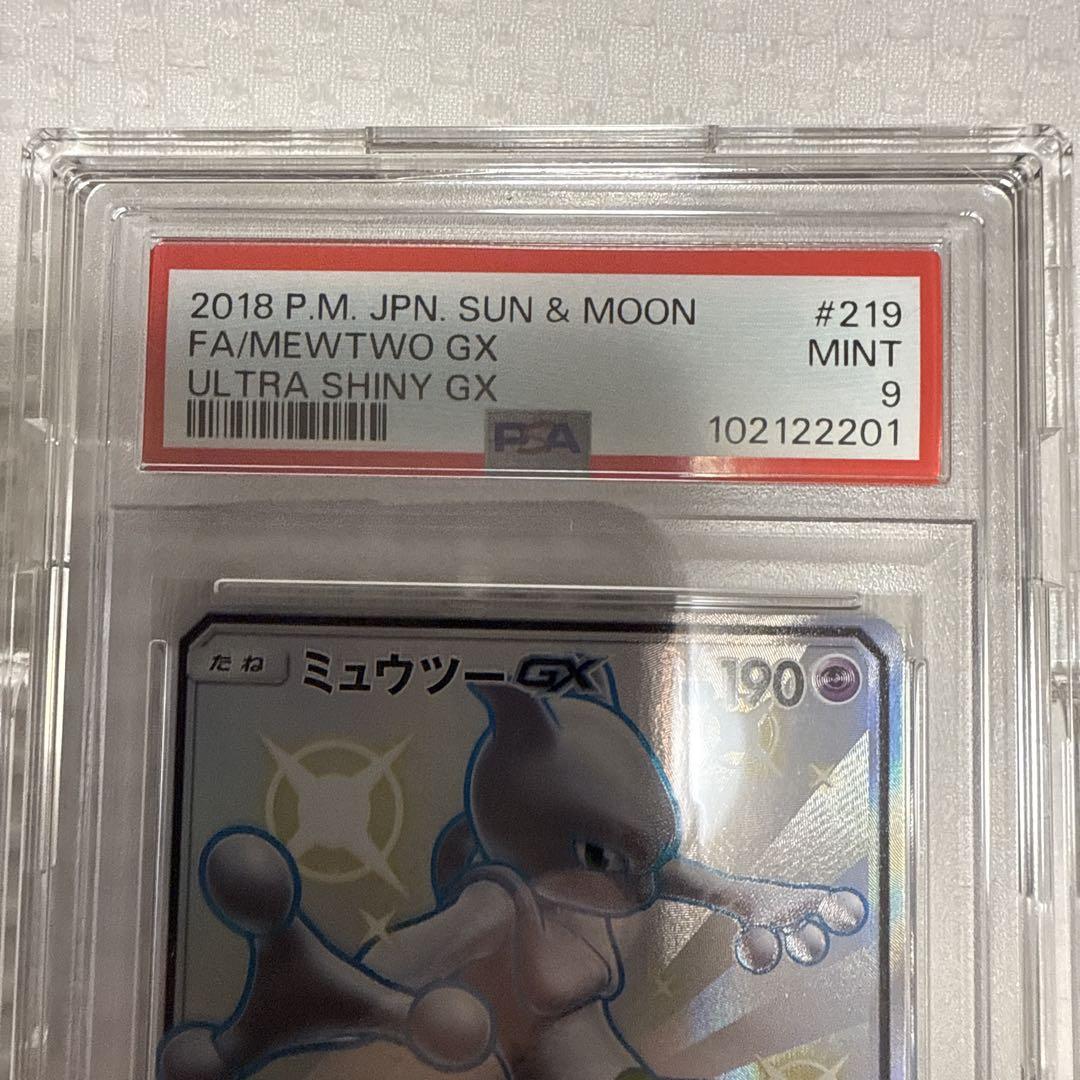 2018 P.M. JPN. SUN & MOON #219
FA/MEWTWO GX MINT
ULTRA SHINY GX 9
PSA 102122201
たね ミュウツーGX 190